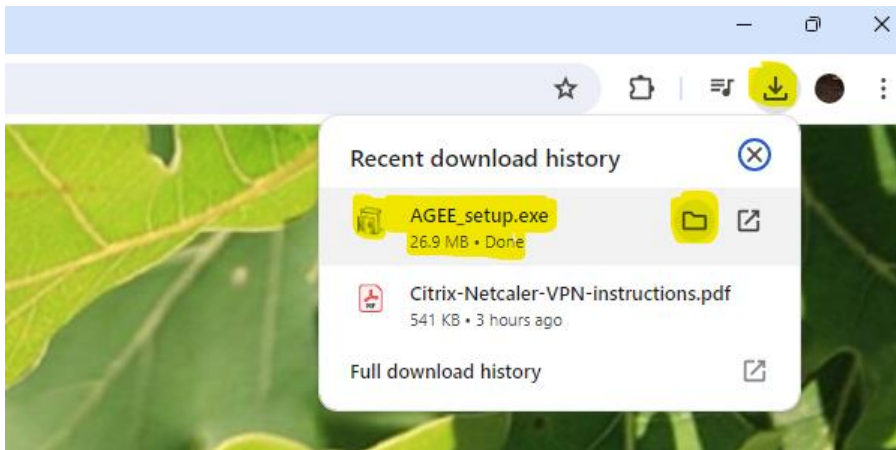 Recent download history
AGEE_setup.exe
26.9 MB • Done
Citrix-Netcaler-VPN-instructions.pdf
541 KB • 3 hours ago
Full download history